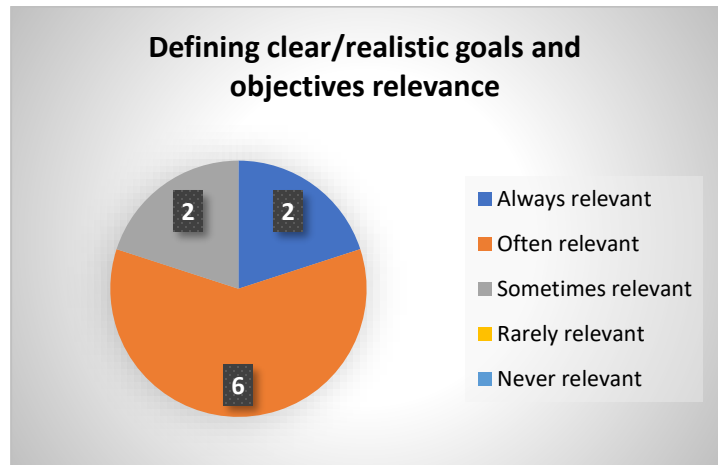 Defining clear/realistic goals and
objectives relevance
2
2
6
Always relevant
Often relevant
Sometimes relevant
Rarely relevant
Never relevant